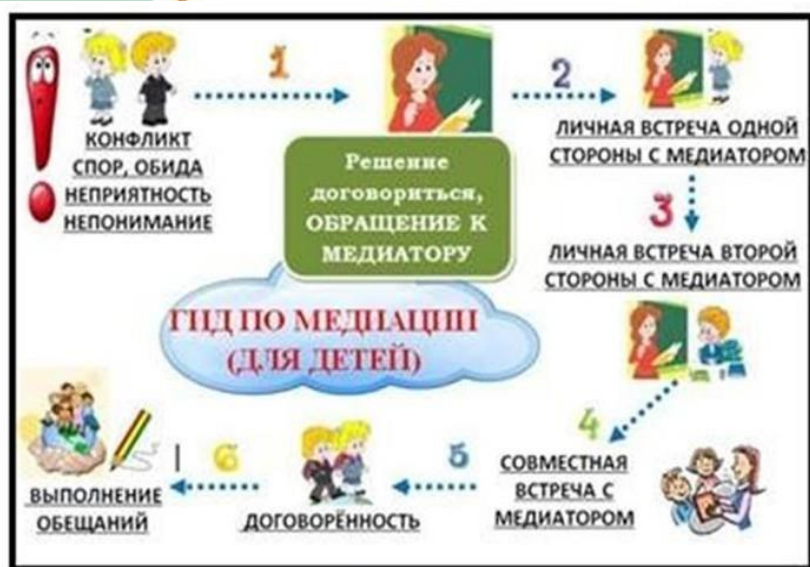 1
КОНФЛИКТ
СПОР, ОБИДА
НЕПРИЯТНОСТЬ
НЕПОНИМАНИЕ
Решение
договориться,
ОБРАЩЕНИЕ К
МЕДИАТОРУ
2
ЛИЧНАЯ ВСТРЕЧА ОДНОЙ
СТОРОНЫ С МЕДИАТОРОМ
3
ЛИЧНАЯ ВСТРЕЧА ВТОРОЙ
СТОРОНЫ С МЕДИАТОРОМ
ГИД ПО МЕДИАЦИИ
(ДЛЯ ДЕТЕЙ)
4
СОВМЕСТНАЯ
ВСТРЕЧА С
МЕДИАТОРОМ
5
ДОГОВОРЁННОСТЬ
6
ВЫПОЛНЕНИЕ
ОБЕЩАНИЙ